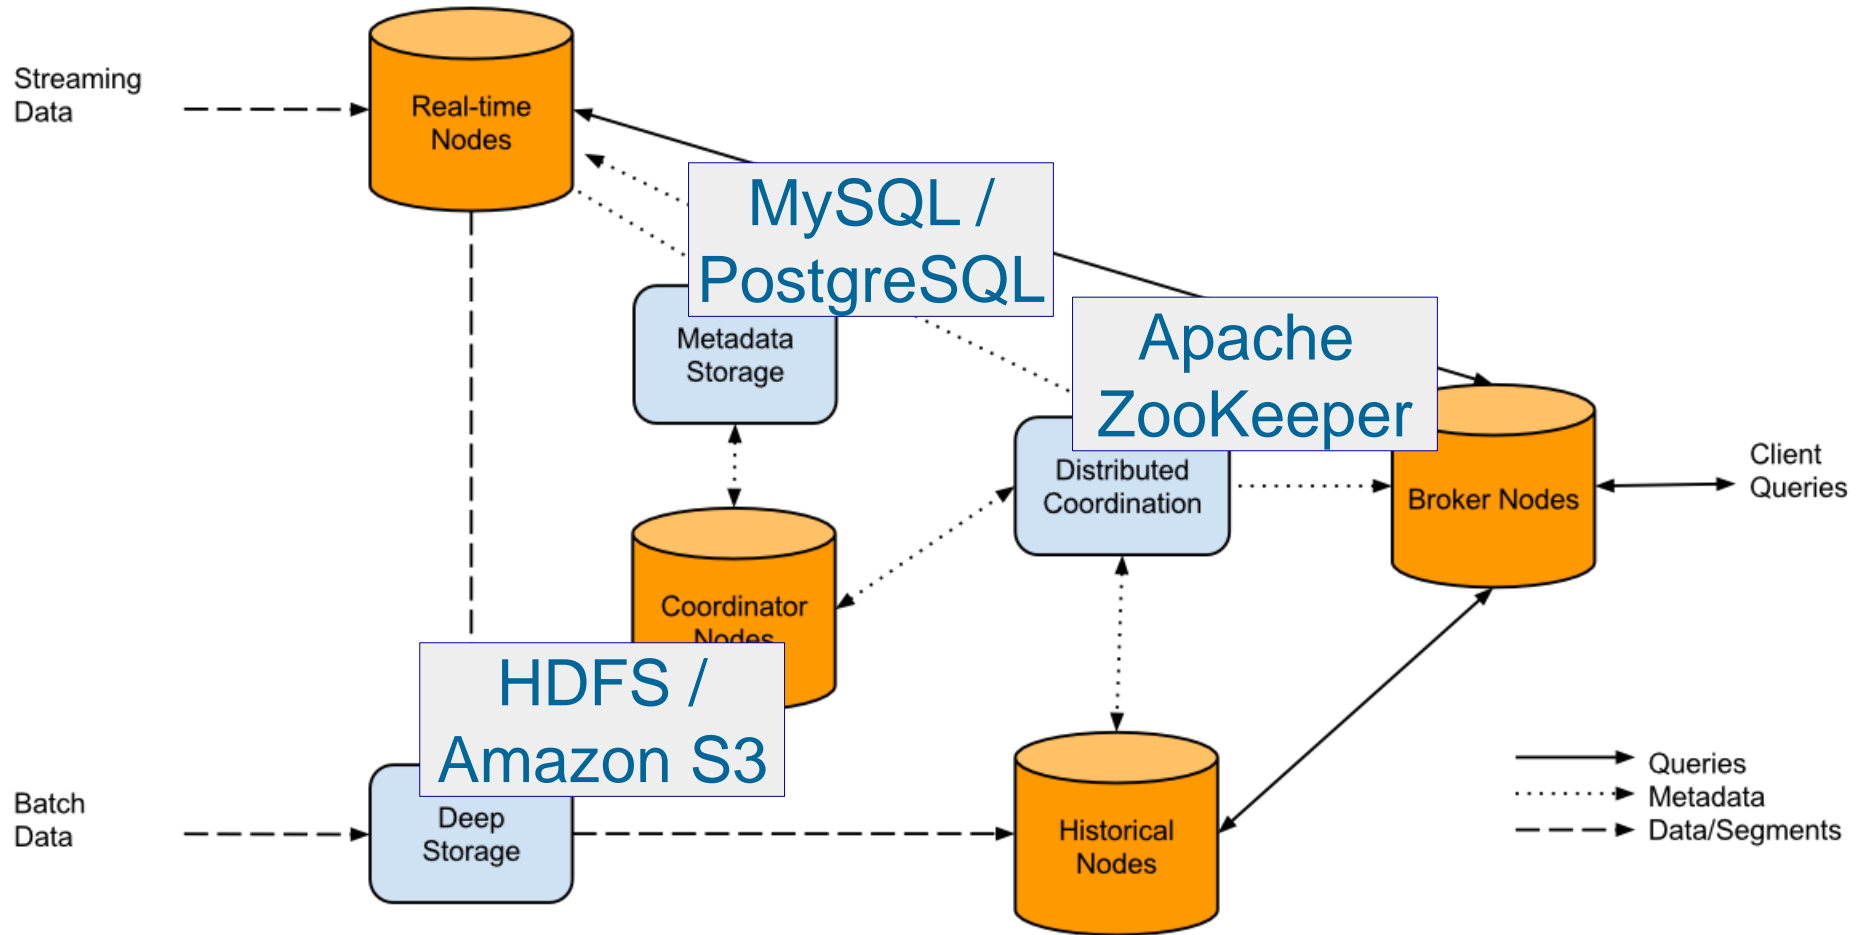 Streaming
Data
Real-time
Nodes
MySQL /
PostgreSQL
Metadata
Storage
Apache
ZooKeeper
Distributed
Coordination
Broker Nodes
Client
Queries
Coordinator
Nodes
HDFS /
Amazon S3
Batch
Data
Deep
Storage
Historical
Nodes
Queries
Metadata
Data/Segments